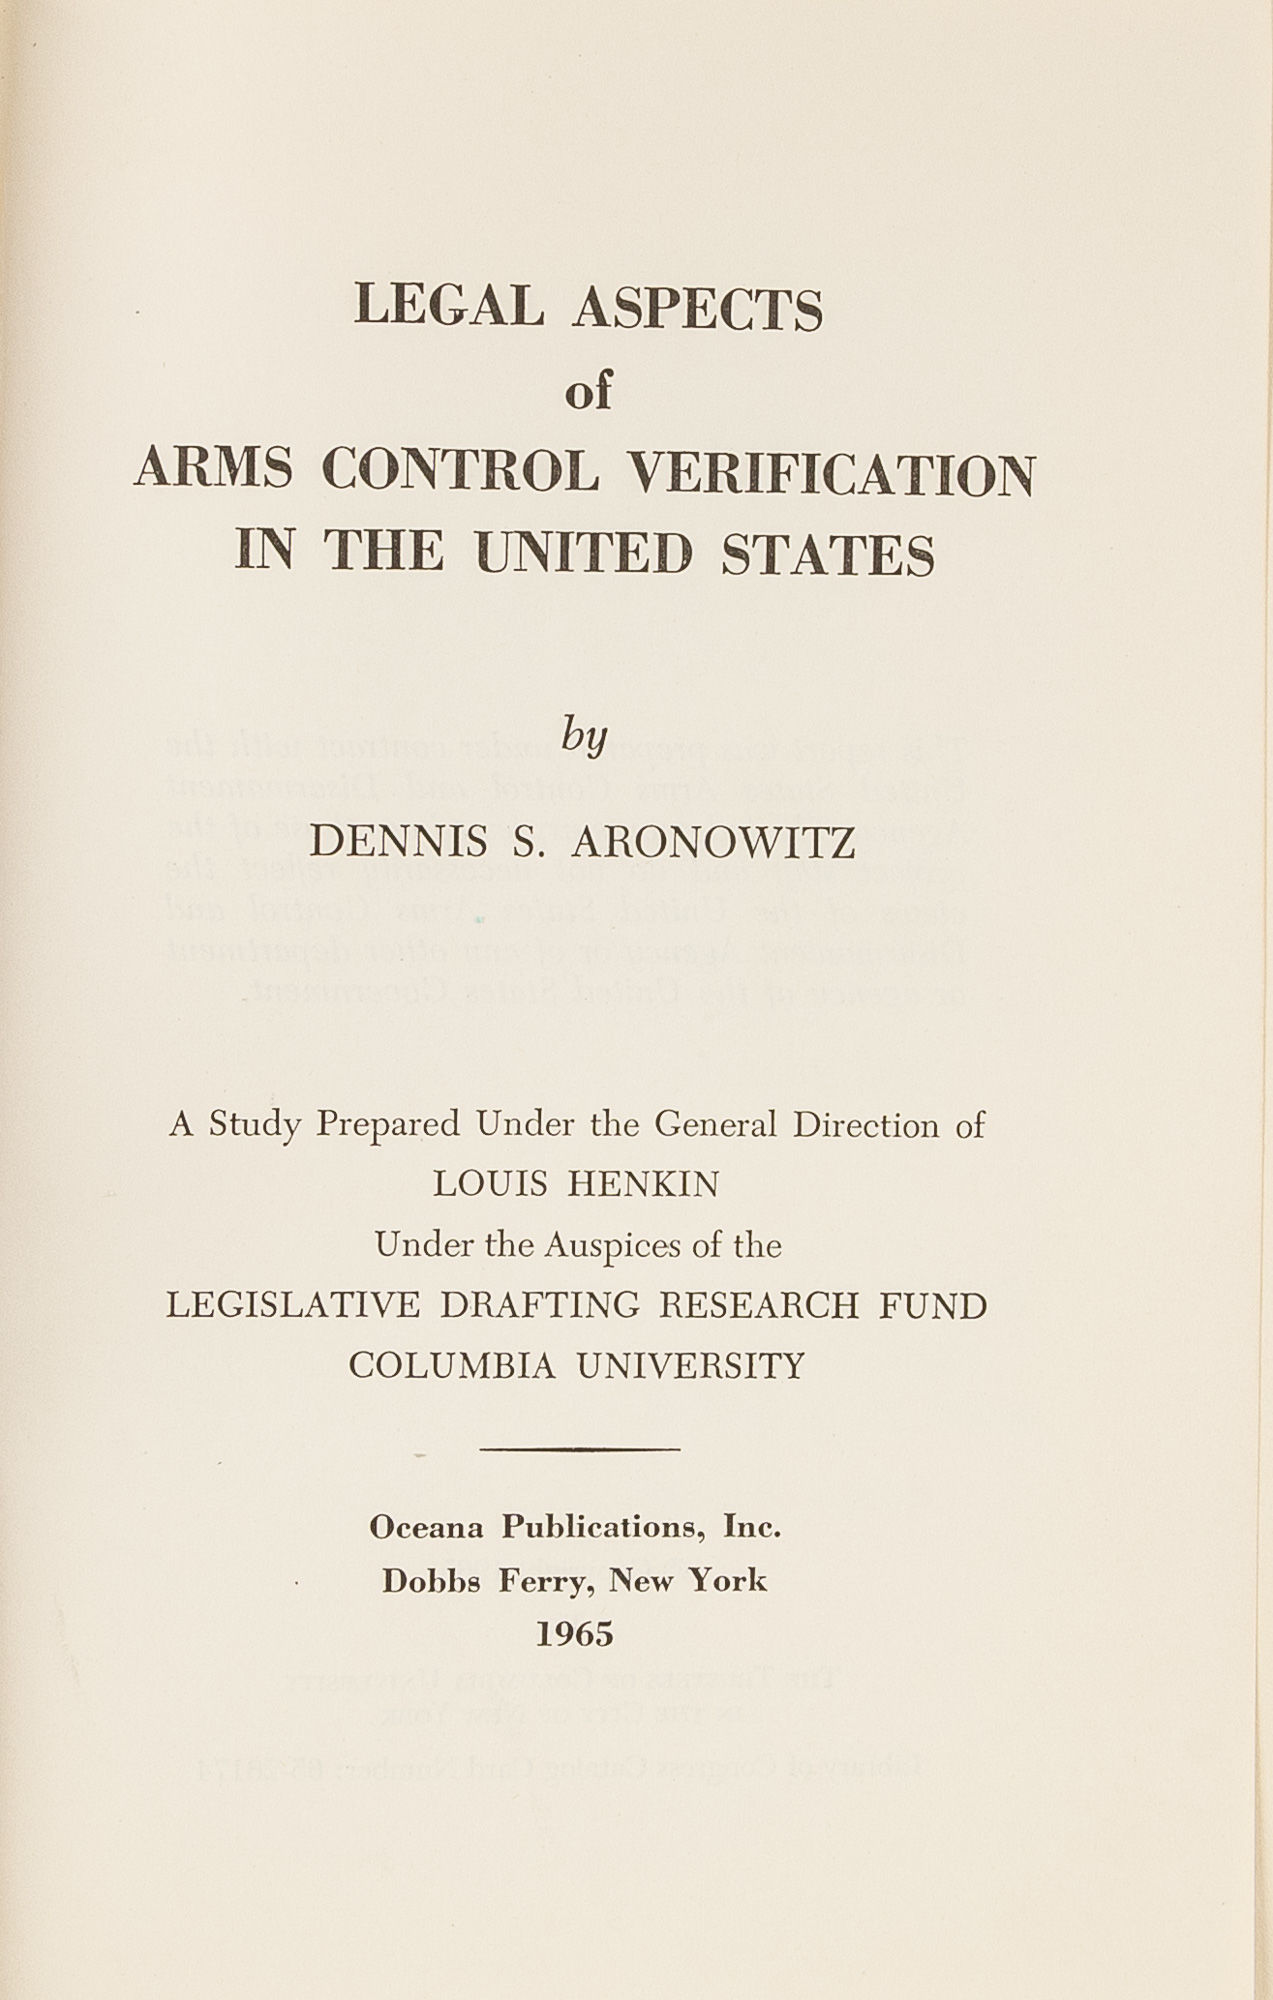 LEGAL ASPECTS
of
ARMS CONTROL VERIFICATION
IN THE UNITED STATES
by
DENNIS S. ARONOWITZ
A Study Prepared Under the General Direction of
LOUIS HENKIN
Under the Auspices of the
LEGISLATIVE DRAFTING RESEARCH FUND
COLUMBIA UNIVERSITY
Oceana Publications, Inc.
Dobbs Ferry, New York
1965